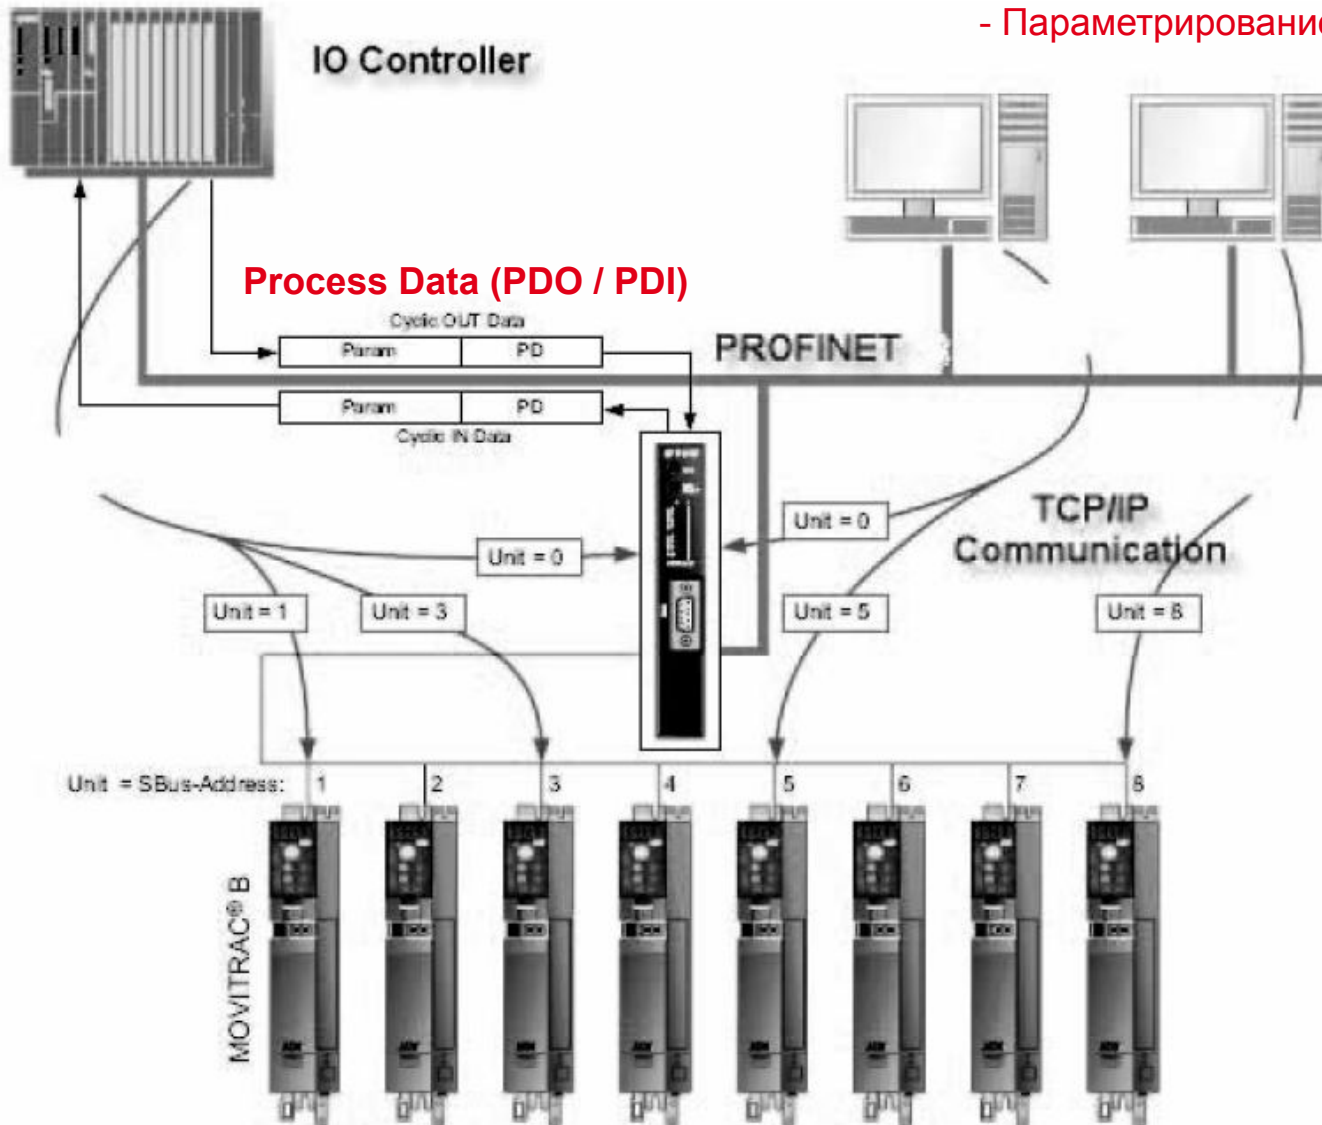 - Параметрирование
IO Controller
Process Data (PDO / PDI)
Cyclic OUT Data
Param PD
PROFINET
Param PD
Cyclic IN Data
TCP/IP
Communication
Unit = 0
Unit = 0
Unit = 1
Unit = 3
Unit = 5
Unit = 8
Unit = SBus-Address: 1 2 3 4 5 6 7 8
MOVITRAC® B